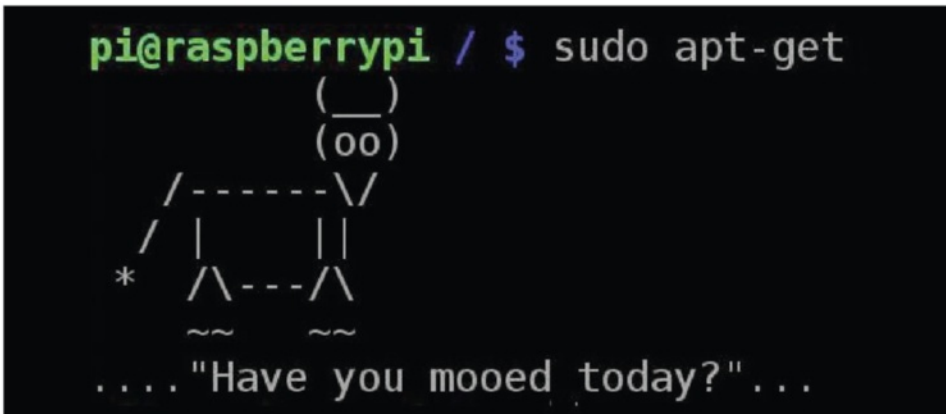 pi@raspberrypi / $ sudo apt-get
(__)
(oo)
/------\/
/ |    ||
*  /\---/\
~~   ~~
...."Have you mooed today?"...